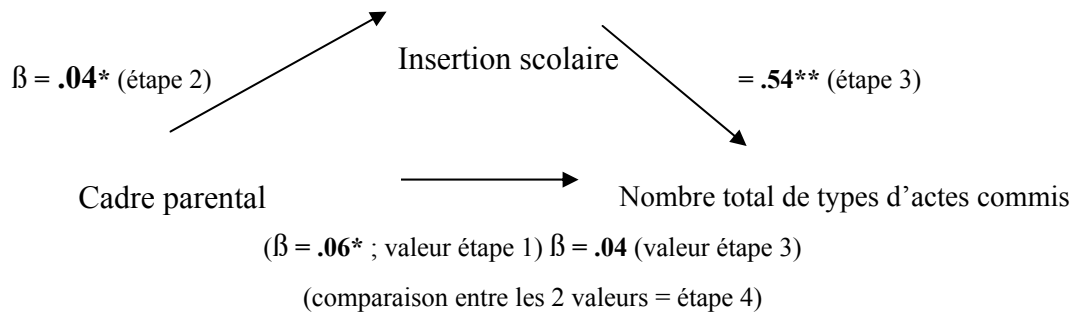 Insertion scolaire
ß = .04* (étape 2)
= .54** (étape 3)
Cadre parental
Nombre total de types d’actes commis
(ß = .06* ; valeur étape 1) ß = .04 (valeur étape 3)
(comparaison entre les 2 valeurs = étape 4)